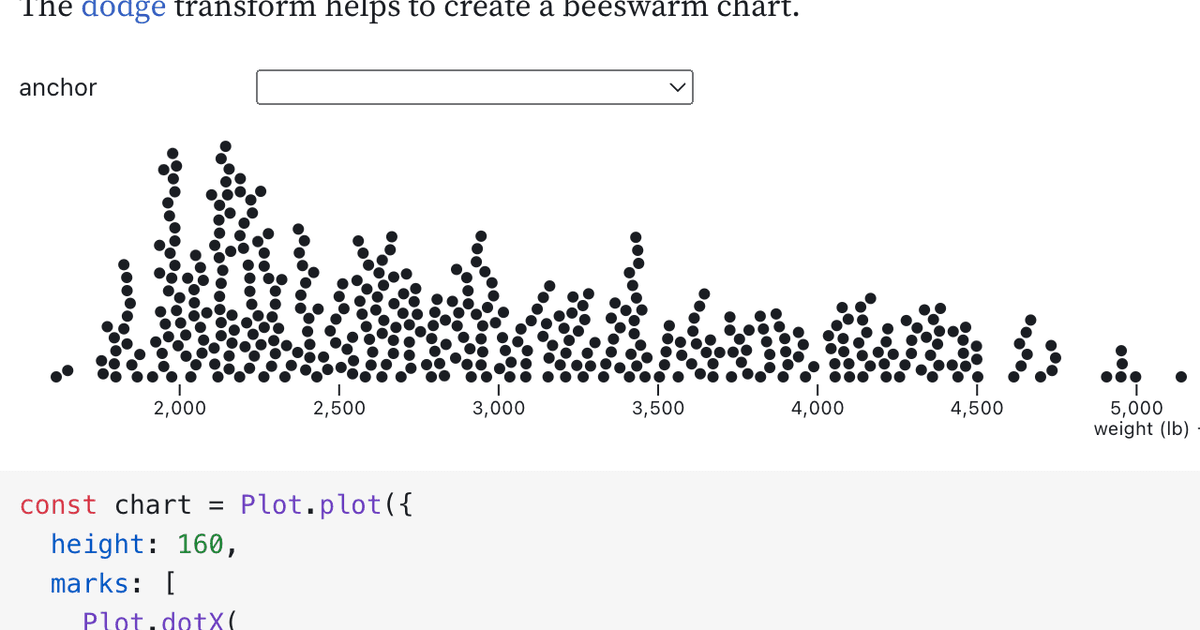 The dodge transform helps to create a beeswarm chart.
anchor
2,000 2,500 3,000 3,500 4,000 4,500 5,000
weight (lb)
const chart = Plot.plot({
height: 160,
marks: [
Plot.dotX(